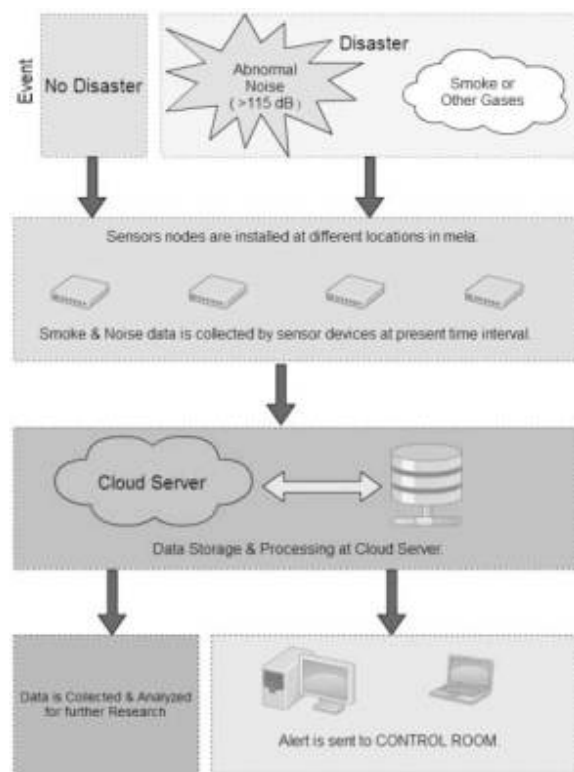 Event
No Disaster
Disaster
Abnormal
Noise
( >115 dB )
Smoke or
Other Gases
Sensors nodes are installed at different locations in mela.
Smoke & Noise data is collected by sensor devices at present time interval.
Cloud Server
Data Storage & Processing at Cloud Server.
Data is Collected & Analyzed
for further Research
Alert is sent to CONTROL ROOM